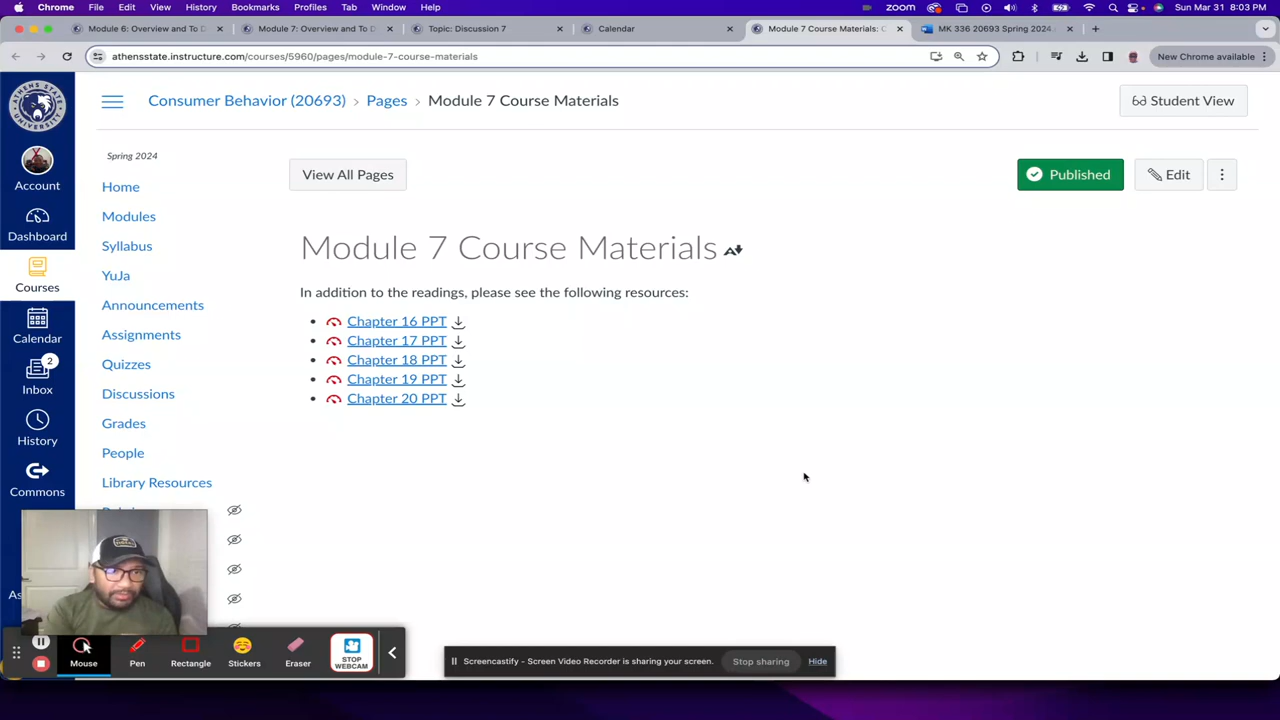 Chrome File Edit View History Bookmarks Profiles Tab Window Help
zoom Sun Mar 31 8:03 PM
Module 6: Overview and To D
Module 7: Overview and To D
Topic: Discussion 7
Calendar
Module 7 Course Materials: C
MK 336 20693 Spring 2024
athensstate.instructure.com/courses/5960/pages/module-7-course-materials
New Chrome available
Consumer Behavior (20693) › Pages › Module 7 Course Materials
Student View
Account
Dashboard
Courses
Calendar
2
Inbox
History
Commons
Spring 2024
Home
Modules
Syllabus
YuJa
Announcements
Assignments
Quizzes
Discussions
Grades
People
Library Resources
View All Pages
Published
Edit
Module 7 Course Materials
In addition to the readings, please see the following resources:
• Chapter 16 PPT
• Chapter 17 PPT
• Chapter 18 PPT
• Chapter 19 PPT
• Chapter 20 PPT
Mouse
Pen
Rectangle
Stickers
Eraser
STOP
WEBCAM
Screencastify - Screen Video Recorder is sharing your screen.
Stop sharing
Hide